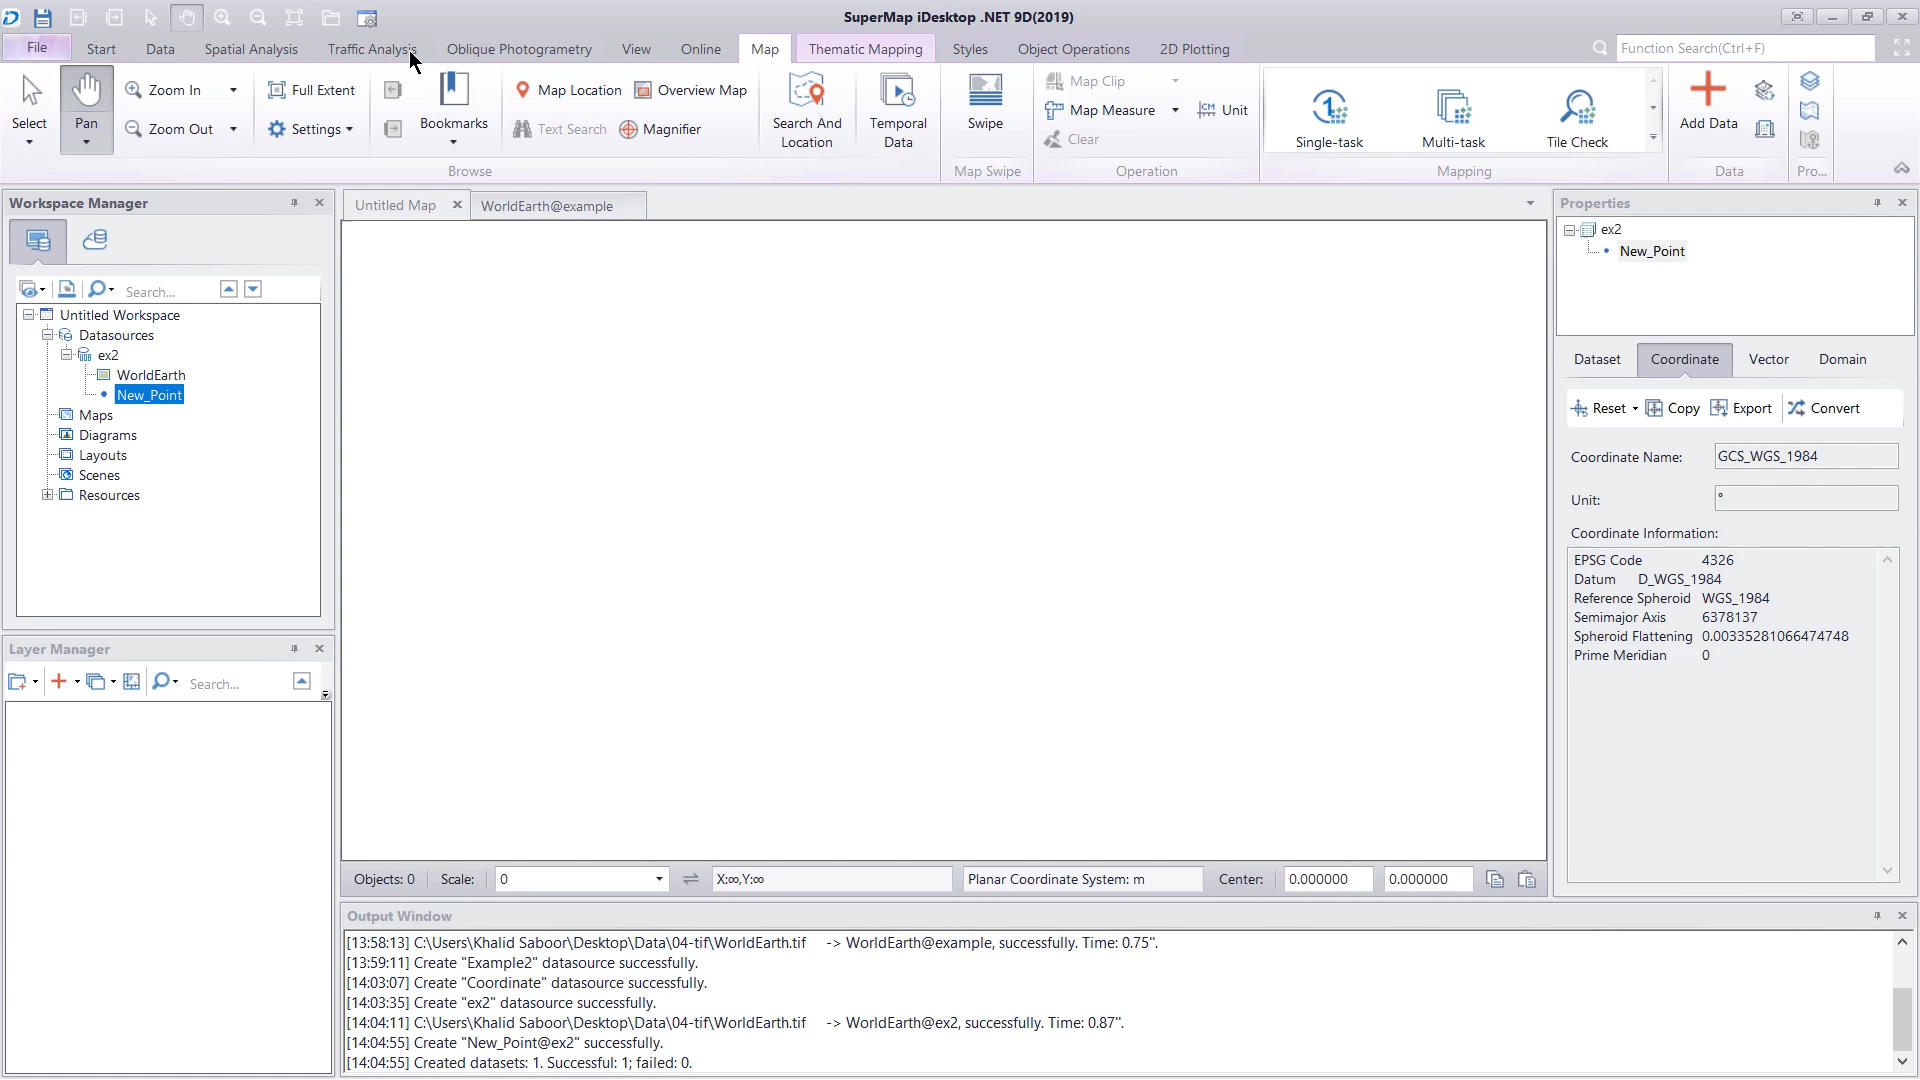 SuperMap iDesktop .NET 9D(2019)
File Start Data Spatial Analysis Traffic Analysis Oblique Photogrametry View Online Map Thematic Mapping Styles Object Operations 2D Plotting Function Search(Ctrl+F)
Select
Pan
Zoom In
Zoom Out
Full Extent
Settings
Bookmarks
Map Location
Overview Map
Text Search
Magnifier
Search And
Location
Temporal
Data
Swipe
Map Clip
Map Measure
Unit
Clear
Single-task
Multi-task
Tile Check
Add Data
Browse Map Swipe Operation Mapping Data Pro...
Workspace Manager
Search...
Untitled Workspace
Datasources
ex2
WorldEarth
New_Point
Maps
Diagrams
Layouts
Scenes
Resources
Layer Manager
Search...
Untitled Map WorldEarth@example
Objects: 0 Scale: 0 X:∞,Y:∞ Planar Coordinate System: m Center: 0.000000 0.000000
Output Window
[13:58:13] C:\Users\Khalid Saboor\Desktop\Data\04-tif\WorldEarth.tif -> WorldEarth@example, successfully. Time: 0.75".
[13:59:11] Create "Example2" datasource successfully.
[14:03:07] Create "Coordinate" datasource successfully.
[14:03:35] Create "ex2" datasource successfully.
[14:04:11] C:\Users\Khalid Saboor\Desktop\Data\04-tif\WorldEarth.tif -> WorldEarth@ex2, successfully. Time: 0.87".
[14:04:55] Create "New_Point@ex2" successfully.
[14:04:55] Created datasets: 1. Successful: 1; failed: 0.
Properties
ex2
New_Point
Dataset Coordinate Vector Domain
Reset Copy Export Convert
Coordinate Name: GCS_WGS_1984
Unit: °
Coordinate Information:
EPSG Code 4326
Datum D_WGS_1984
Reference Spheroid WGS_1984
Semimajor Axis 6378137
Spheroid Flattening 0.00335281066474748
Prime Meridian 0